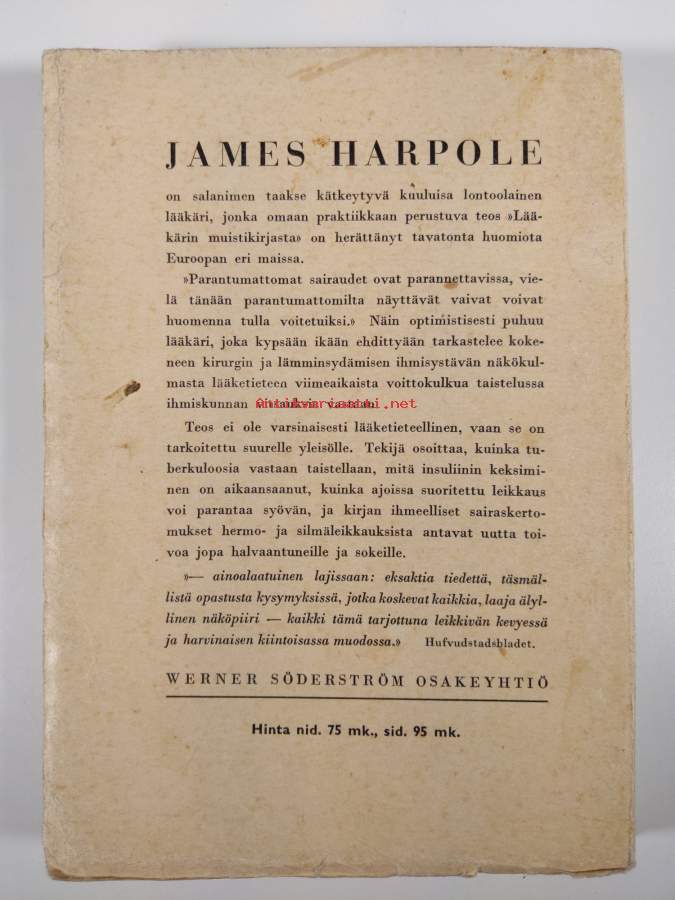 JAMES HARPOLE
on salanimen taakse kätkeytyvä kuuluisa lontoolainen
lääkäri, jonka omaan praktiikkaan perustuva teos »Lää-
kärin muistikirjasta» on herättänyt tavatonta huomiota
Euroopan eri maissa.
»Parantumattomat sairaudet ovat parannettavissa, vie-
lä tänään parantumattomilta näyttävät vaivat voivat
huomenna tulla voitetuiksi.» Näin optimistisesti puhuu
lääkäri, joka kypsään ikään ehdittyään tarkastelee koke-
neen kirurgin ja lämminsydämisen ihmisystävän näkökul-
masta lääketieteen viimeaikaista voittokulkua taistelussa
ihmiskunnan vitsauksia vastaan.
Antikvariaatti.net
Teos ei ole varsinaisesti lääketieteellinen, vaan se on
tarkoitettu suurelle yleisölle. Tekijä osoittaa, kuinka tu-
berkuloosia vastaan taistellaan, mitä insuliinin keksimi-
nen on aikaansaanut, kuinka ajoissa suoritettu leikkaus
voi parantaa syövän, ja kirjan ihmeelliset sairaskerto-
mukset hermo- ja silmäleikkauksista antavat uutta toi-
voa jopa halvaantuneille ja sokeille.
»— ainoalaatuinen lajissaan: eksaktia tiedettä, täsmäl-
listä opastusta kysymyksissä, jotka koskevat kaikkia, laaja älyl-
linen näköpiiri — kaikki tämä tarjottuna leikkivän kevyessä
ja harvinaisen kiintoisassa muodossa.» Hufvudstadsbladet.
WERNER SÖDERSTRÖM OSAKEYHTIÖ
Hinta nid. 75 mk., sid. 95 mk.